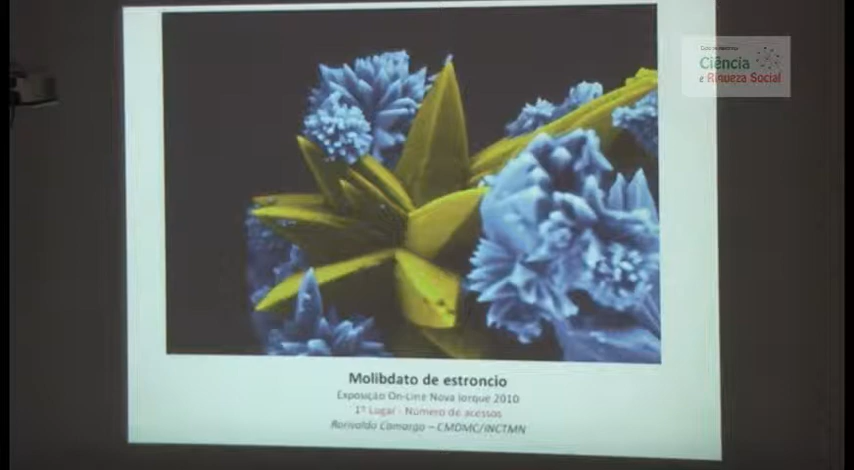 Ciência
e Riqueza Social
Molibdato de estroncio
Exposição On-Line Nova Iorque 2010
1º Lugar - Número de acessos
Rorivaldo Camargo – CMDMC/INCTMN